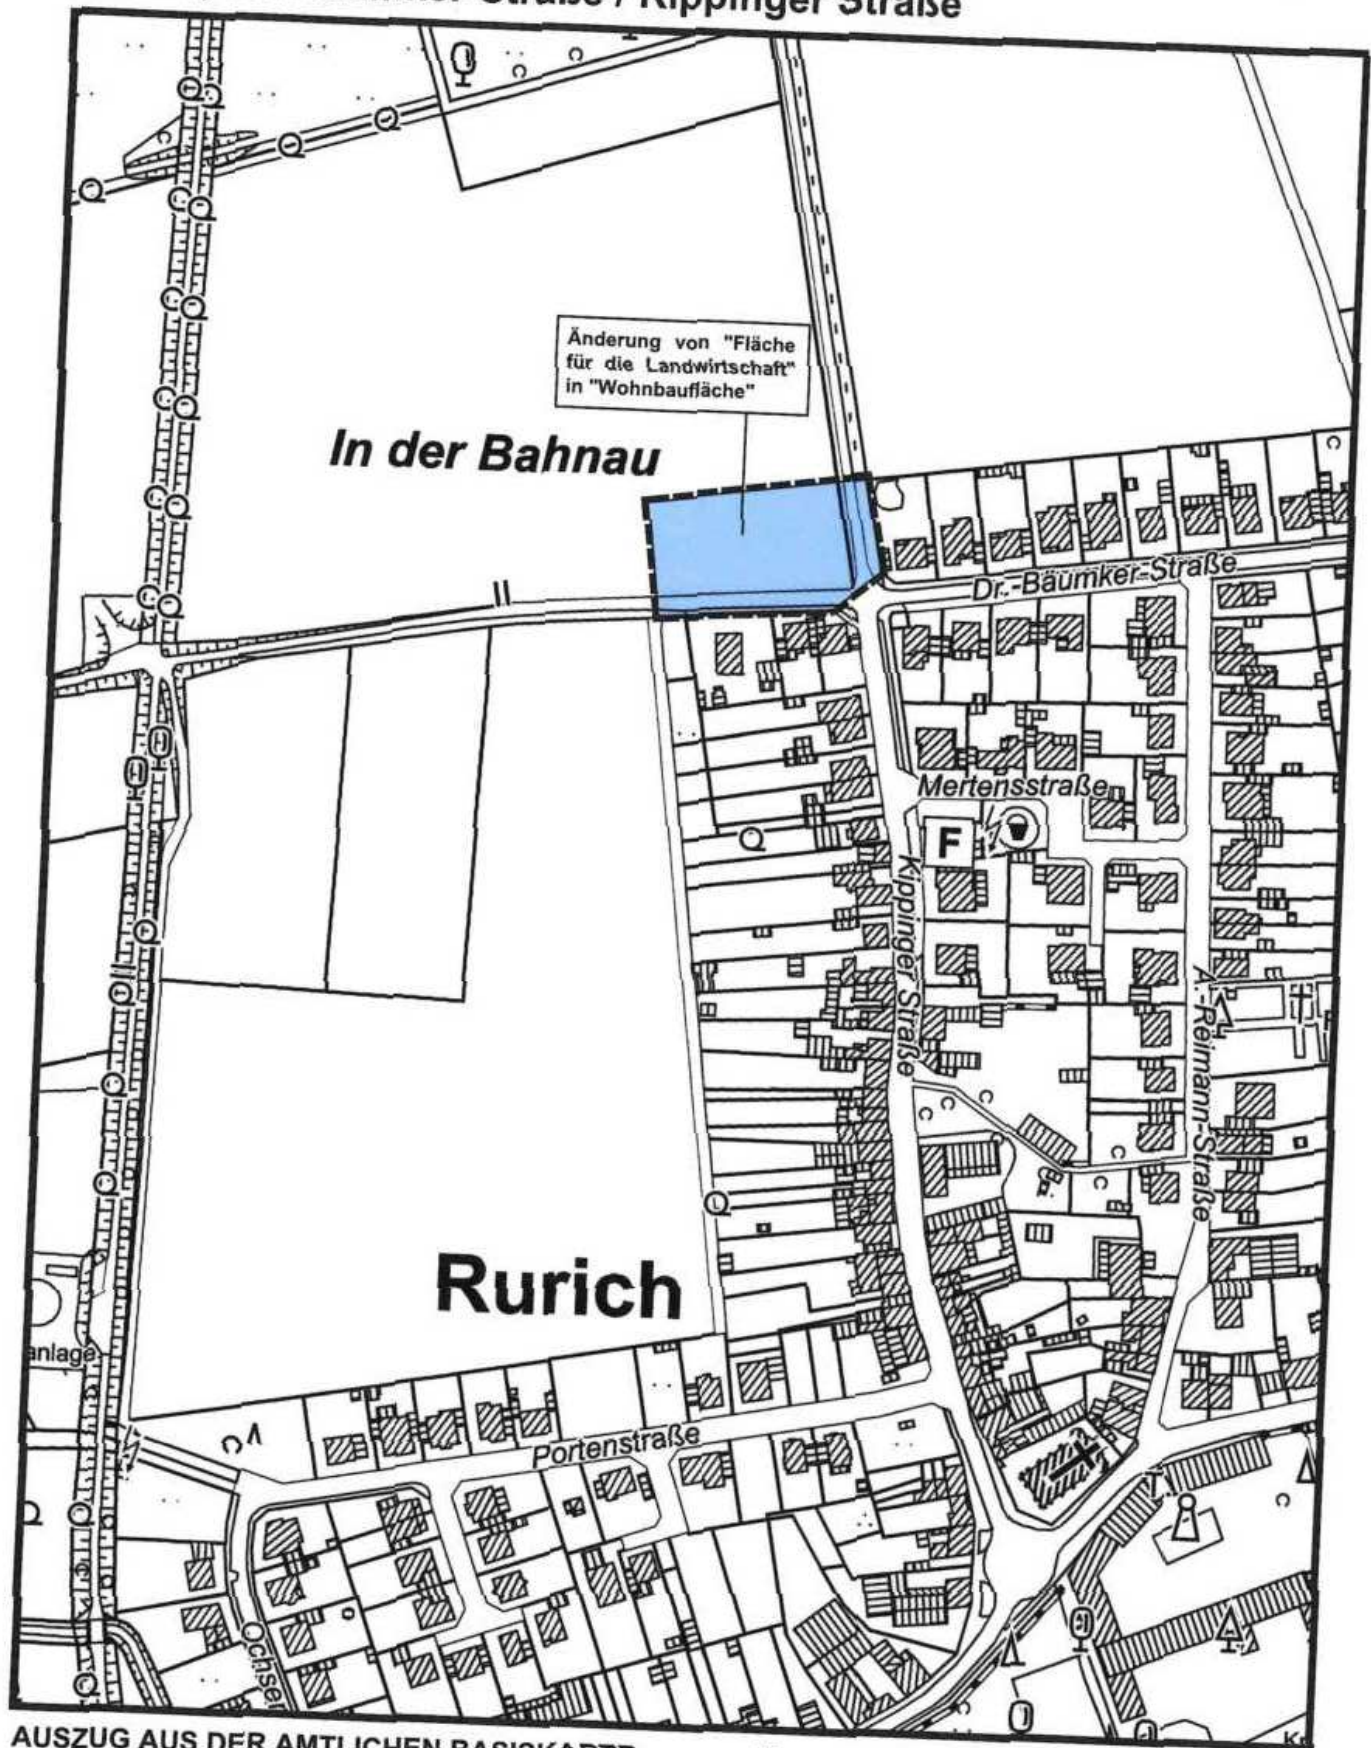 Straße / Kippinger Straße
Änderung von "Fläche
für die Landwirtschaft"
in "Wohnbaufläche"
In der Bahnau
Dr.-Bäumker-Straße
Mertensstraße
F
Kippinger Straße
A.-Reimann-Straße
Rurich
anlage
Portenstraße
Ochsen
AUSZUG AUS DER AMTLICHEN BASISKARTE